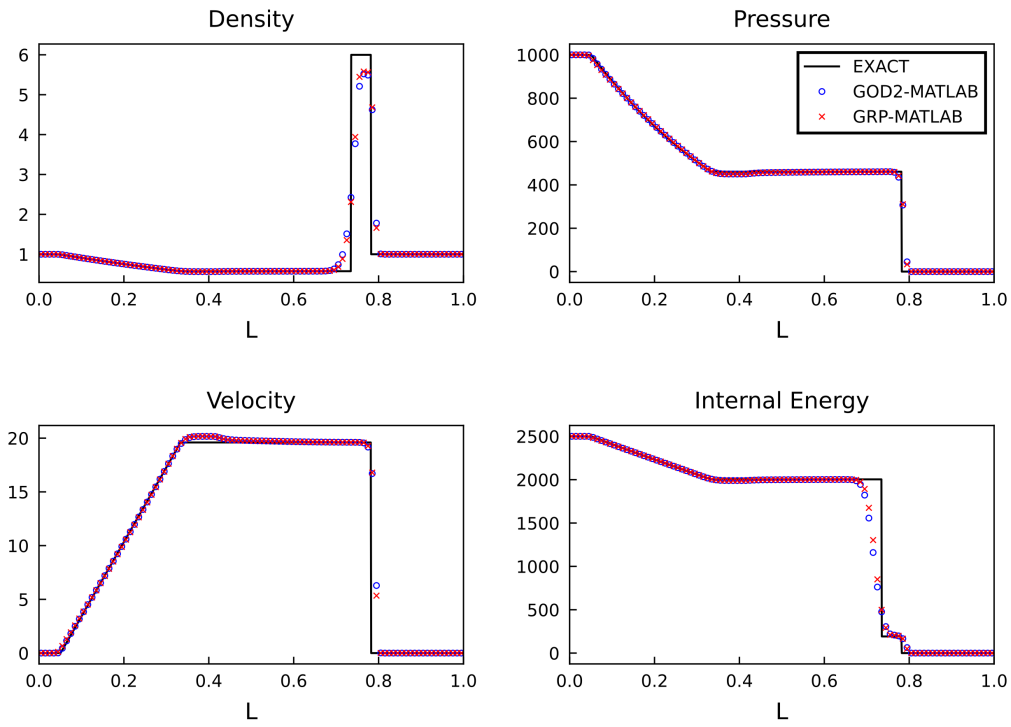 Density
6
5
4
3
2
1
0.0 0.2 0.4 0.6 0.8 1.0
L
Pressure
1000
800
600
400
200
0
0.0 0.2 0.4 0.6 0.8 1.0
L
EXACT
GOD2-MATLAB
GRP-MATLAB
Velocity
20
15
10
5
0
0.0 0.2 0.4 0.6 0.8 1.0
L
Internal Energy
2500
2000
1500
1000
500
0
0.0 0.2 0.4 0.6 0.8 1.0
L